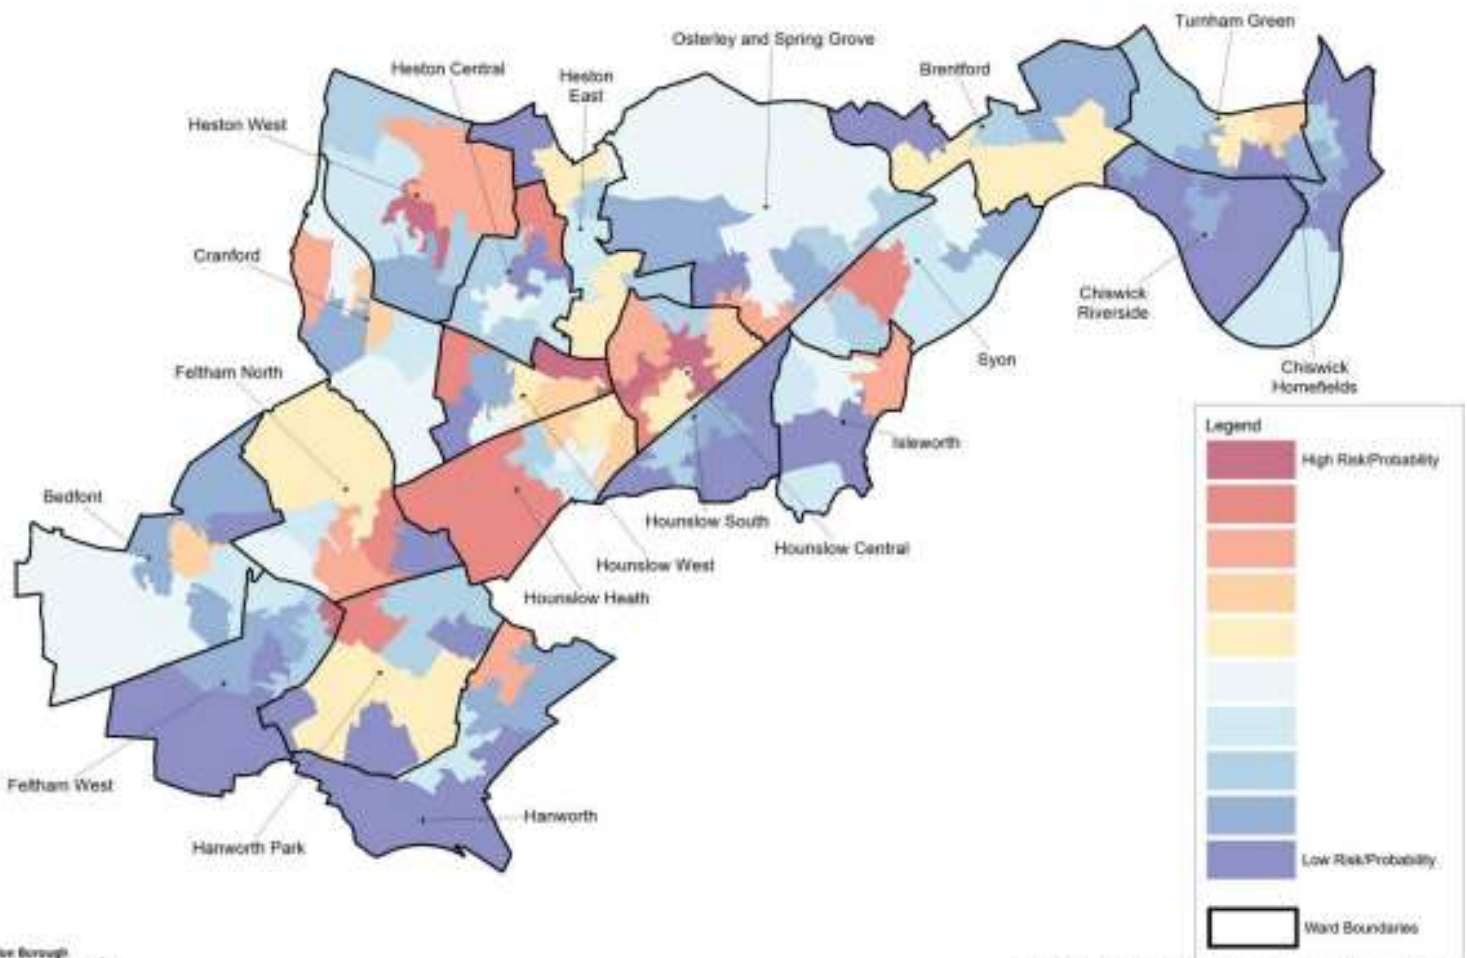 Turnham Green
Osterley and Spring Grove
Heston Central
Brentford
Heston
East
Heston West
Cranford
Chiswick
Riverside
Syon
Feltham North
Chiswick
Homefields
Legend
Isleworth
High Risk/Probability
Bedfont
Hounslow South
Hounslow Central
Hounslow West
Hounslow Heath
Feltham West
Hanworth
Hanworth Park
Low Risk/Probability
Ward Boundaries
Borough